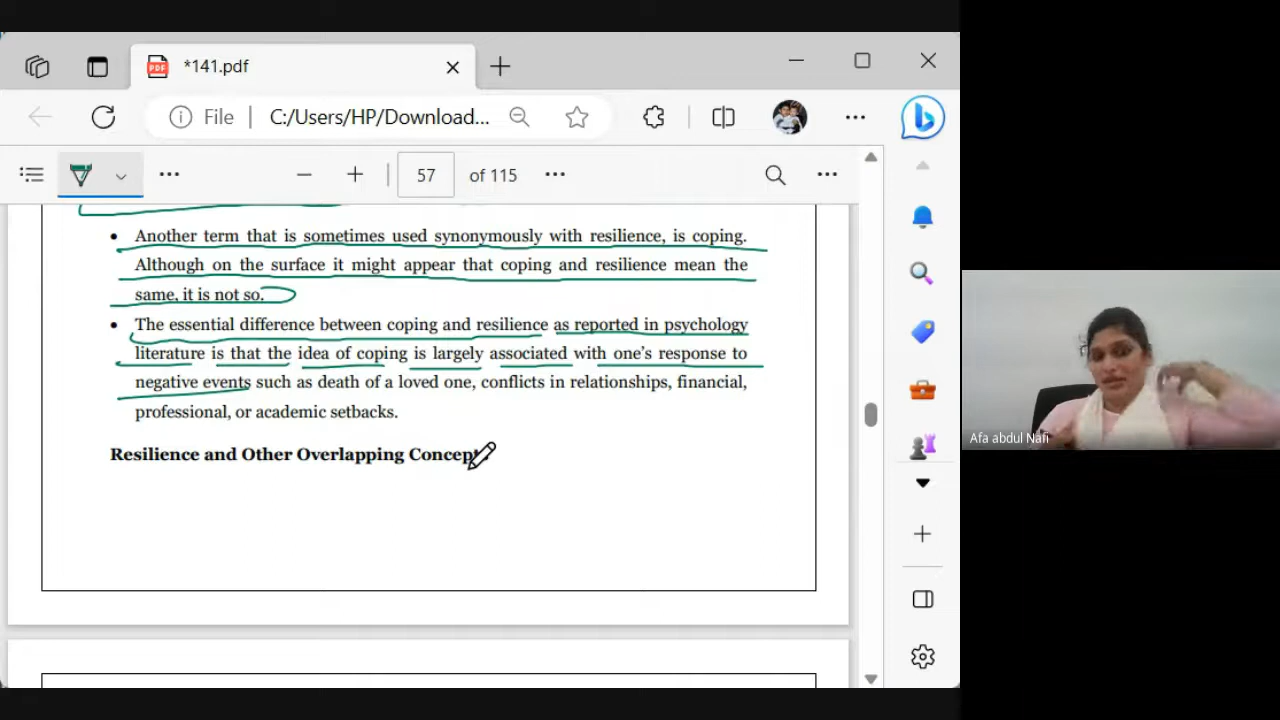 *141.pdf
File
C:/Users/HP/Download...
57 of 115
• Another term that is sometimes used synonymously with resilience, is coping.
Although on the surface it might appear that coping and resilience mean the
same, it is not so.
• The essential difference between coping and resilience as reported in psychology
literature is that the idea of coping is largely associated with one's response to
negative events such as death of a loved one, conflicts in relationships, financial,
professional, or academic setbacks.
Resilience and Other Overlapping Concep
Afa abdul Nafi